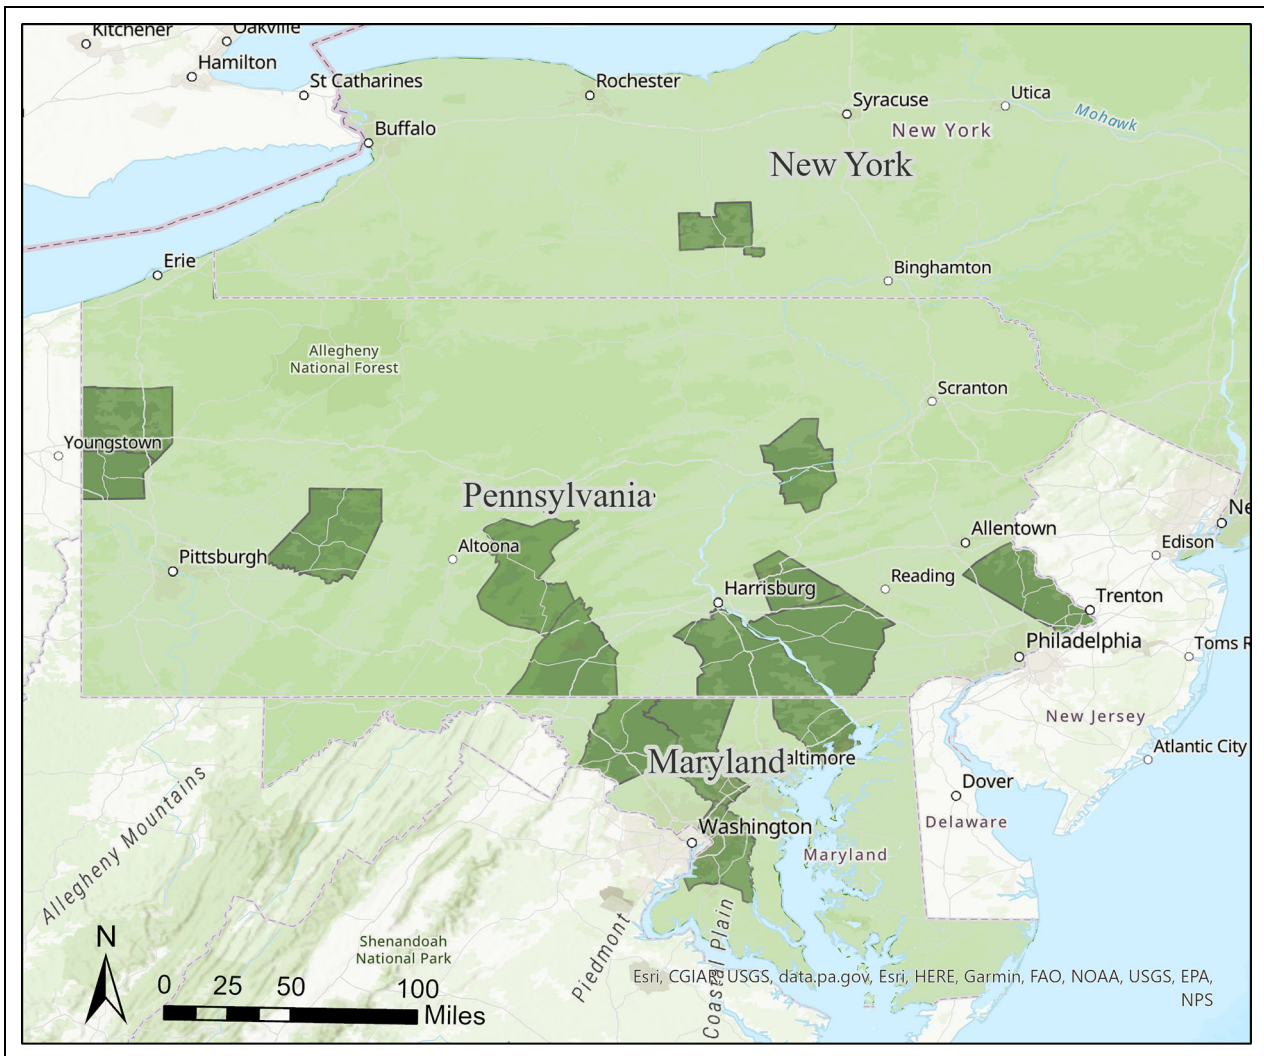 Kitchener
Oakville
Hamilton
St Catharines
Rochester
Syracuse
Utica
Mohawk
Buffalo
New York
New York
Erie
Binghamton
Allegheny
National Forest
Scranton
Youngstown
Pennsylvania
Ne
Allentown
Edison
Pittsburgh
Altoona
Harrisburg
Reading
Trenton
Philadelphia
Toms R
New Jersey
Maryland
altimore
Atlantic City
Dover
Delaware
Washington
Maryland
Allegheny Mountains
Piedmont
Coastal Plain
Shenandoah
National Park
N
0 25 50 100
Miles
Esri, CGIAR, USGS, data.pa.gov, Esri, HERE, Garmin, FAO, NOAA, USGS, EPA,
NPS